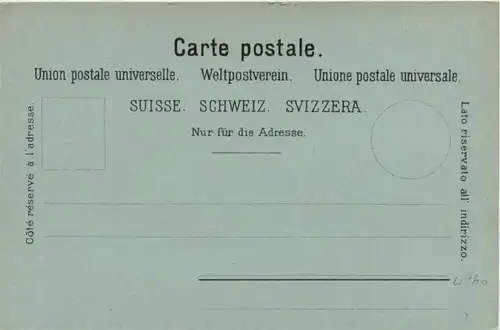 Carte postale.
Union postale universelle. Weltpostverein. Unione postale universale.
SUISSE. SCHWEIZ. SVIZZERA.
Nur für die Adresse.
Côté réservé à l'adresse.
Lato riservato all' indirizzo.